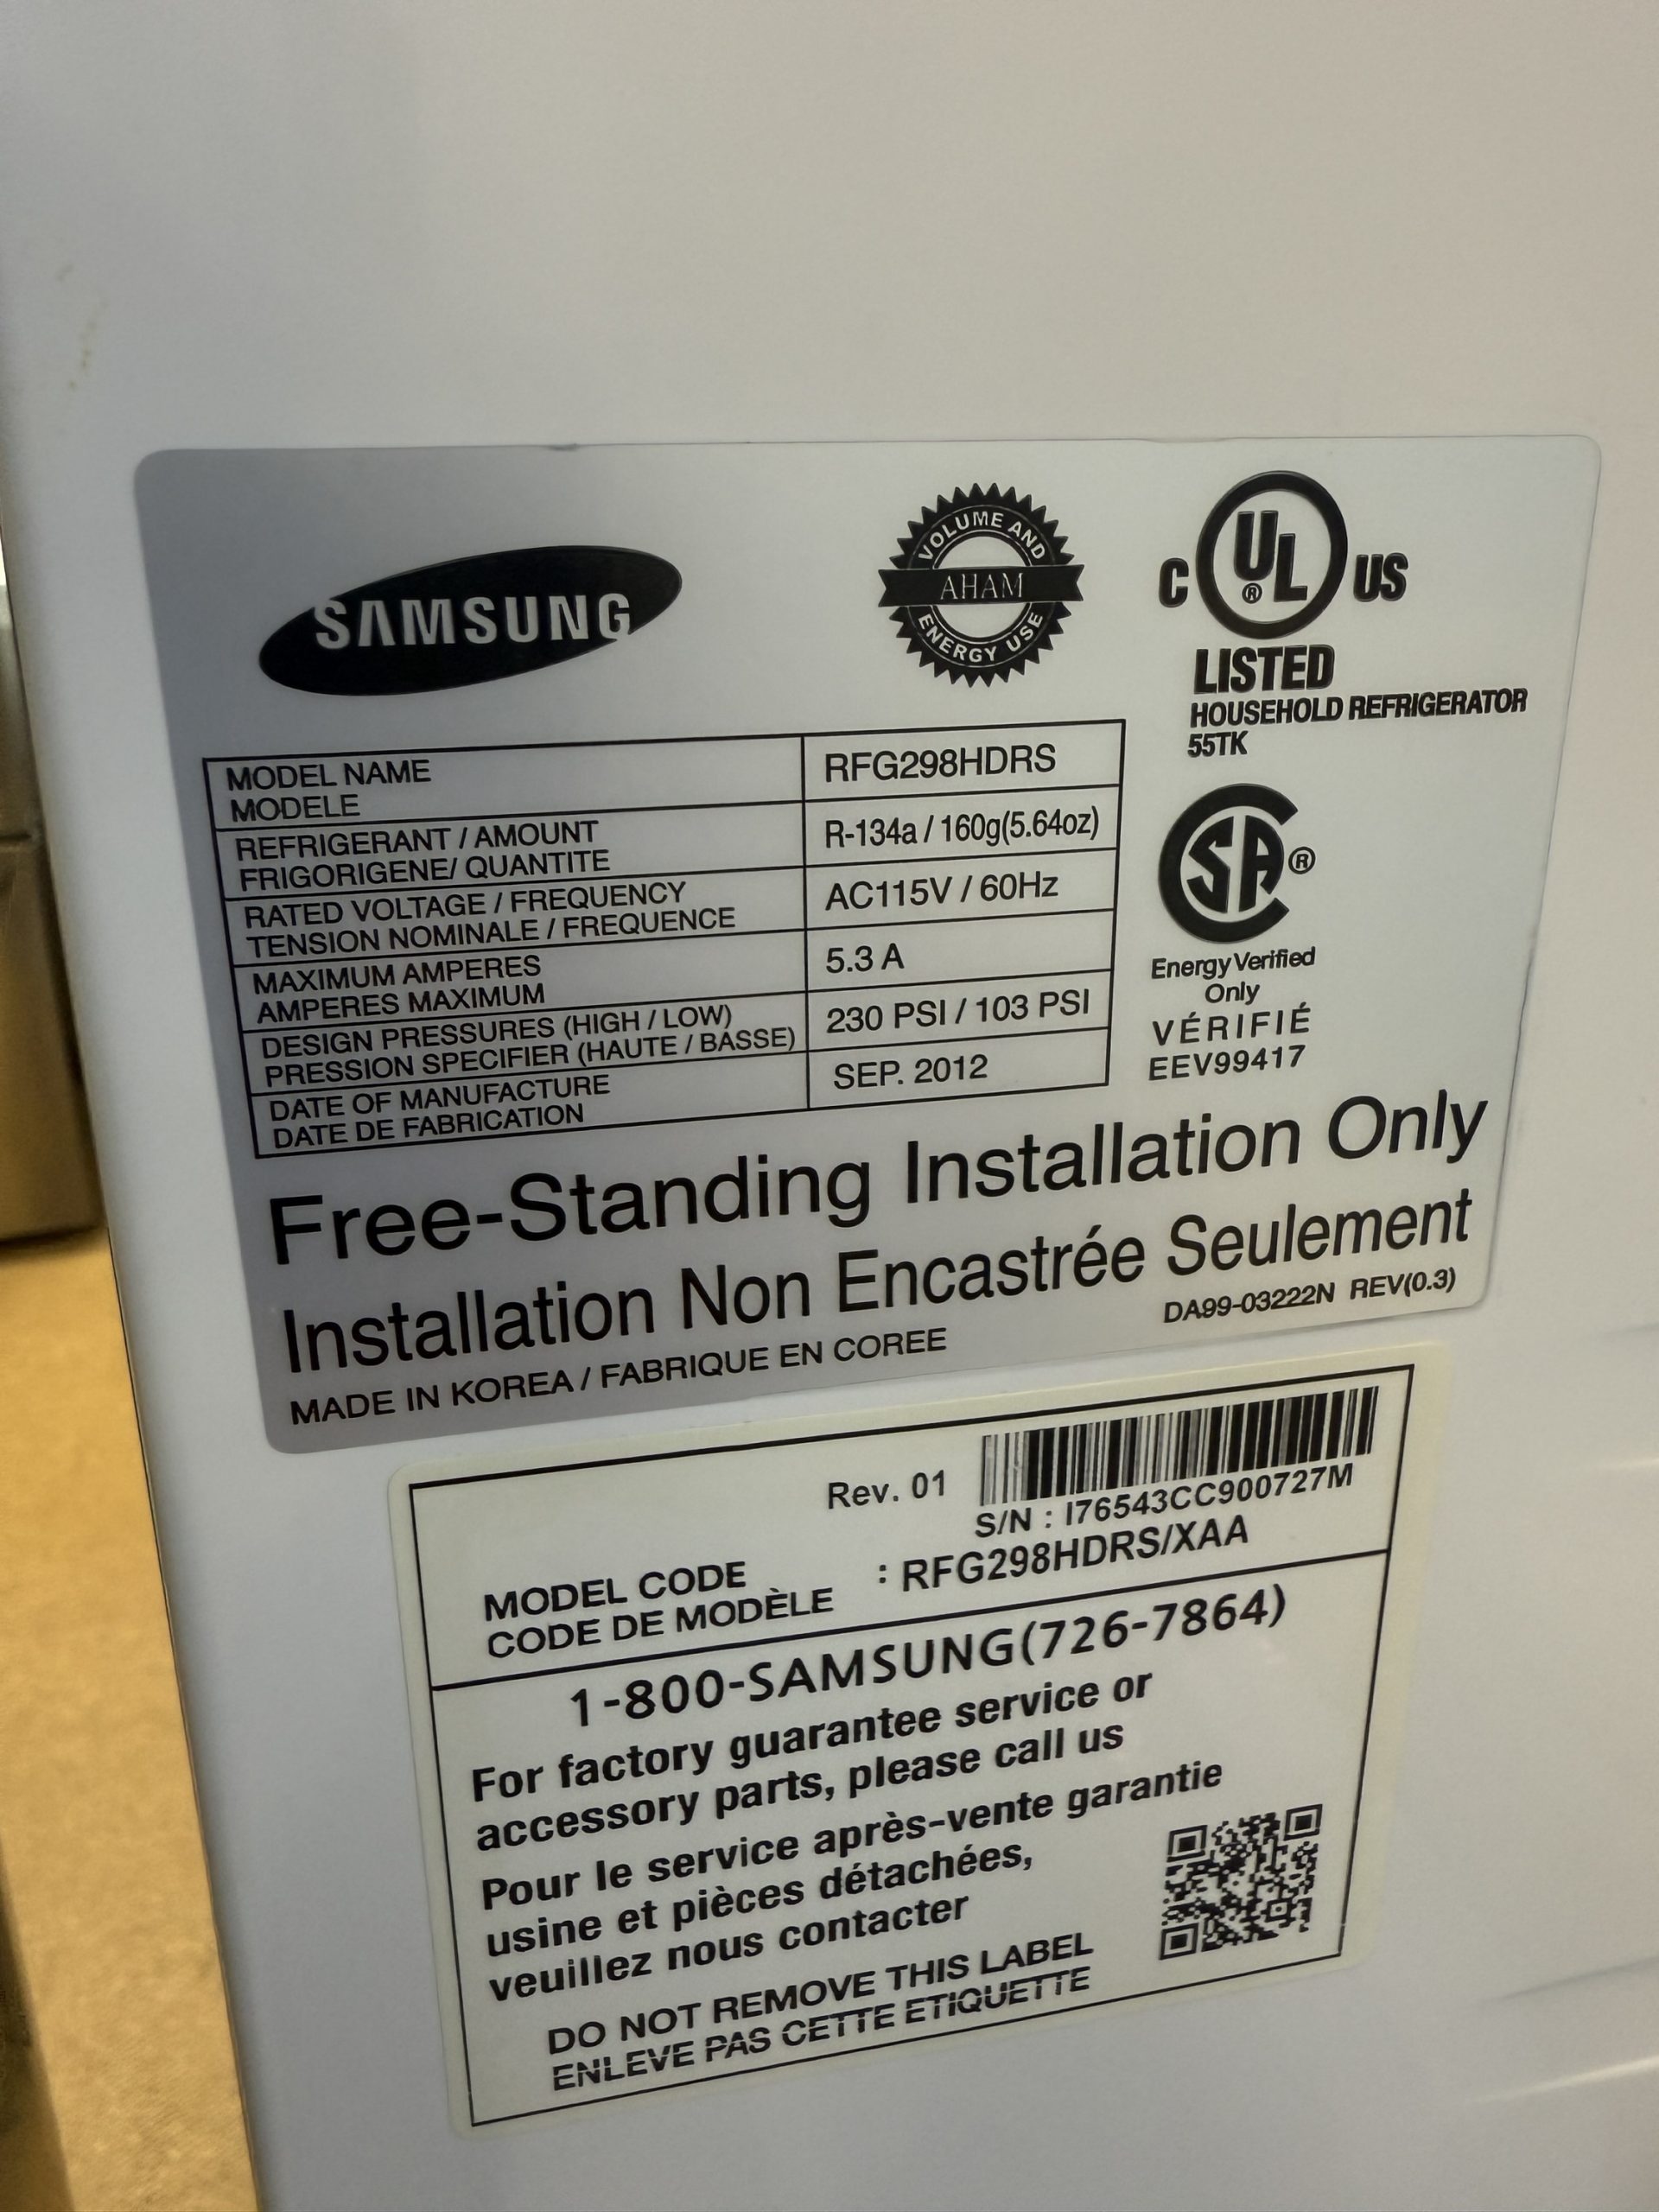 SAMSUNG
VOLUME AND
AHAM
ENERGY USE
C UL® US
LISTED
HOUSEHOLD REFRIGERATOR
55TK
MODEL NAME RFG298HDRS
MODELE
REFRIGERANT / AMOUNT R-134a / 160g(5.64oz)
FRIGORIGENE/ QUANTITE
RATED VOLTAGE / FREQUENCY AC115V / 60Hz
TENSION NOMINALE / FREQUENCE
MAXIMUM AMPERES 5.3 A
AMPERES MAXIMUM
DESIGN PRESSURES (HIGH / LOW) 230 PSI / 103 PSI
PRESSION SPECIFIER (HAUTE / BASSE)
DATE OF MANUFACTURE SEP. 2012
DATE DE FABRICATION
SA®
Energy Verified
Only
VÉRIFIÉ
EEV99417
Free-Standing Installation Only
Installation Non Encastrée Seulement
MADE IN KOREA / FABRIQUE EN COREE
DA99-03222N REV(0.3)
Rev. 01
S/N : I76543CC900727M
MODEL CODE : RFG298HDRS/XAA
CODE DE MODÈLE
1-800-SAMSUNG(726-7864)
For factory guarantee service or
accessory parts, please call us
Pour le service après-vente garantie
usine et pièces détachées,
veuillez nous contacter
DO NOT REMOVE THIS LABEL
ENLEVE PAS CETTE ETIQUETTE